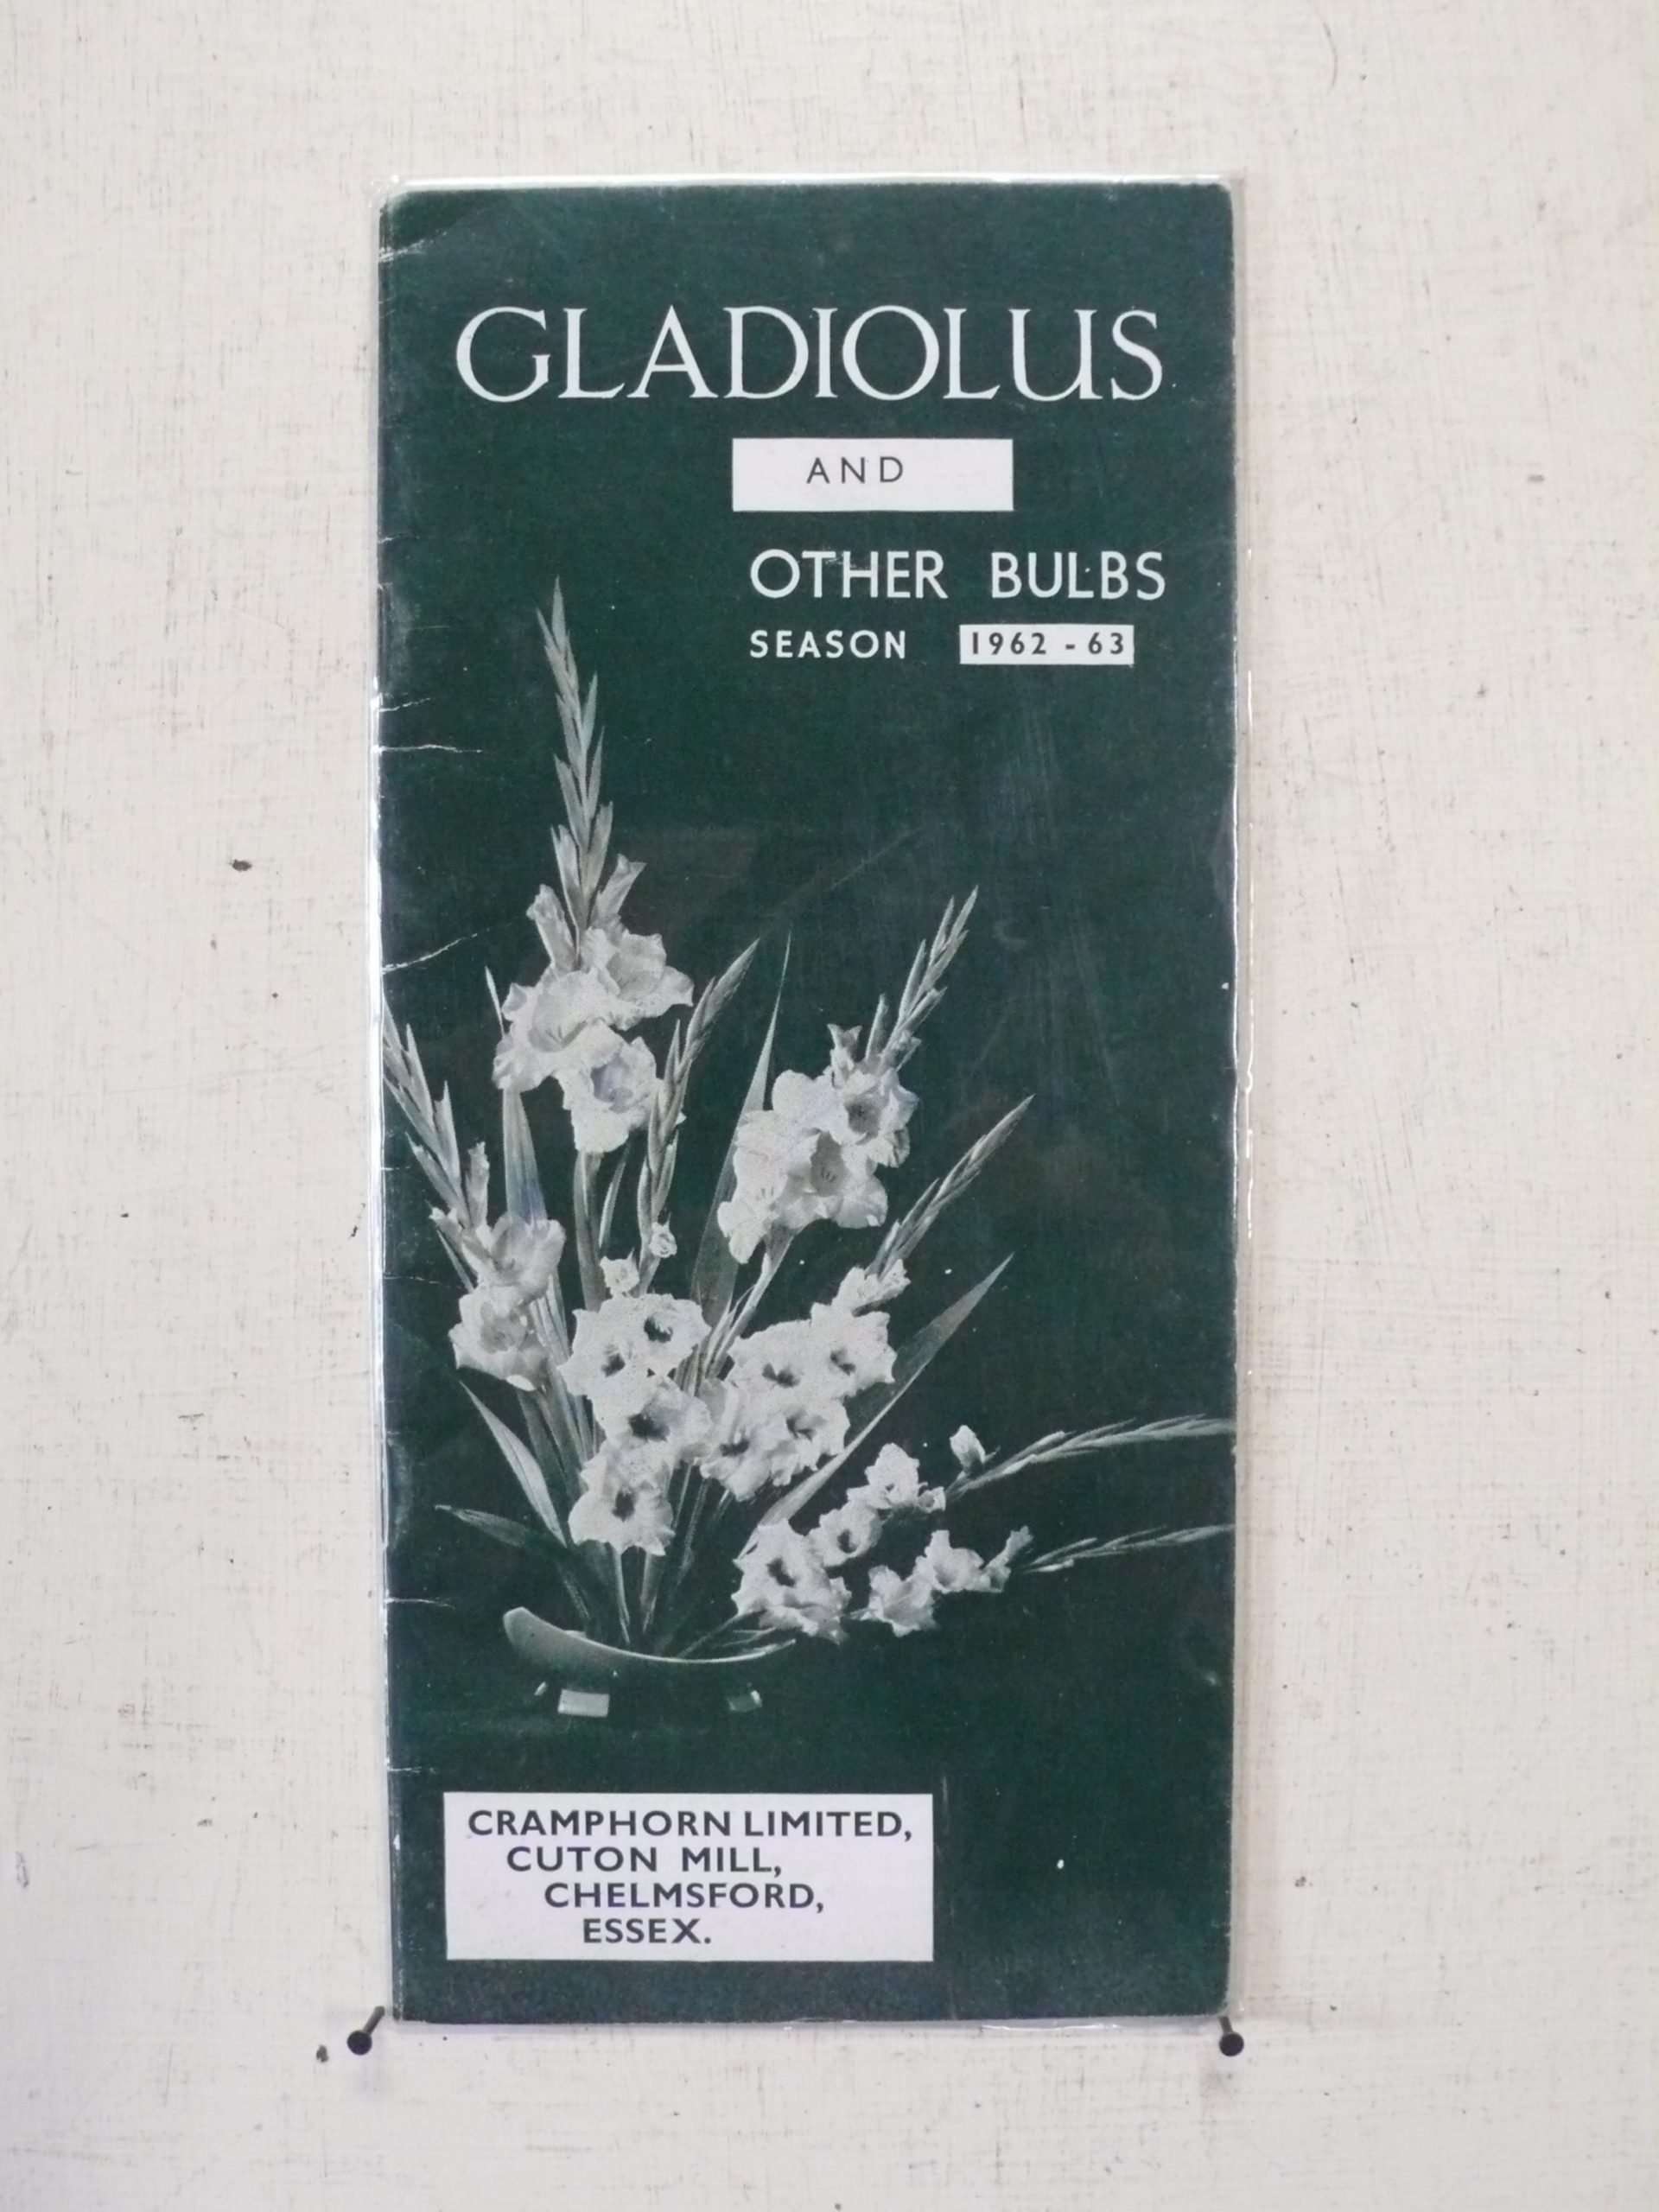 GLADIOLUS
AND
OTHER BULBS
SEASON 1962 - 63
CRAMPHORN LIMITED,
CUTON MILL,
CHELMSFORD,
ESSEX.